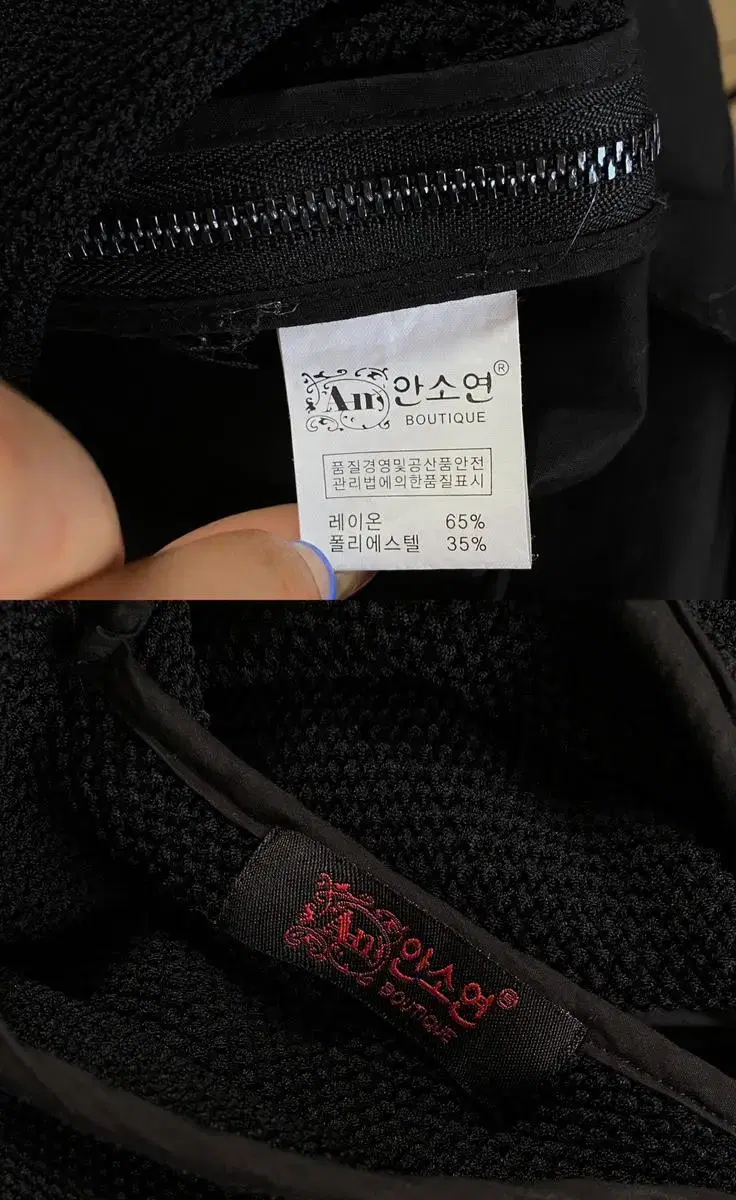 An 안소연®
BOUTIQUE
품질경영및공산품안전
관리법에의한품질표시
레이온 65%
폴리에스텔 35%
An 안소연®
BOUTIQUE